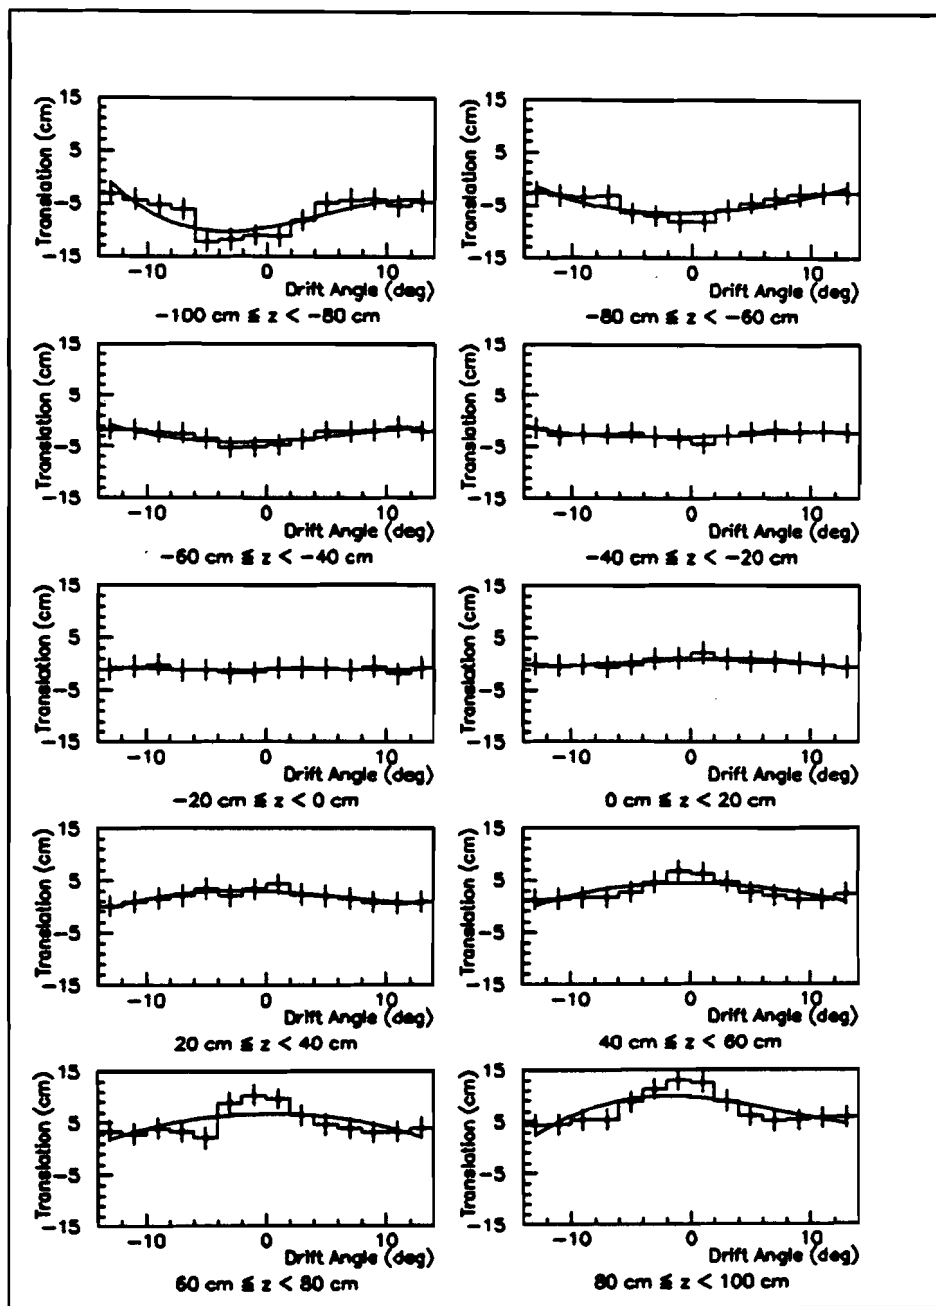 15
5
-5
-15
Translation (cm)
-10 0 10
Drift Angle (deg)
-100 cm ≦ z < -80 cm
15
5
-5
-15
Translation (cm)
-10 0 10
Drift Angle (deg)
-80 cm ≦ z < -60 cm
15
5
-5
-15
Translation (cm)
-10 0 10
Drift Angle (deg)
-60 cm ≦ z < -40 cm
15
5
-5
-15
Translation (cm)
-10 0 10
Drift Angle (deg)
-40 cm ≦ z < -20 cm
15
5
-5
-15
Translation (cm)
-10 0 10
Drift Angle (deg)
-20 cm ≦ z < 0 cm
15
5
-5
-15
Translation (cm)
-10 0 10
Drift Angle (deg)
0 cm ≦ z < 20 cm
15
5
-5
-15
Translation (cm)
-10 0 10
Drift Angle (deg)
20 cm ≦ z < 40 cm
15
5
-5
-15
Translation (cm)
-10 0 10
Drift Angle (deg)
40 cm ≦ z < 60 cm
15
5
-5
-15
Translation (cm)
-10 0 10
Drift Angle (deg)
60 cm ≦ z < 80 cm
15
5
-5
-15
Translation (cm)
-10 0 10
Drift Angle (deg)
80 cm ≦ z < 100 cm